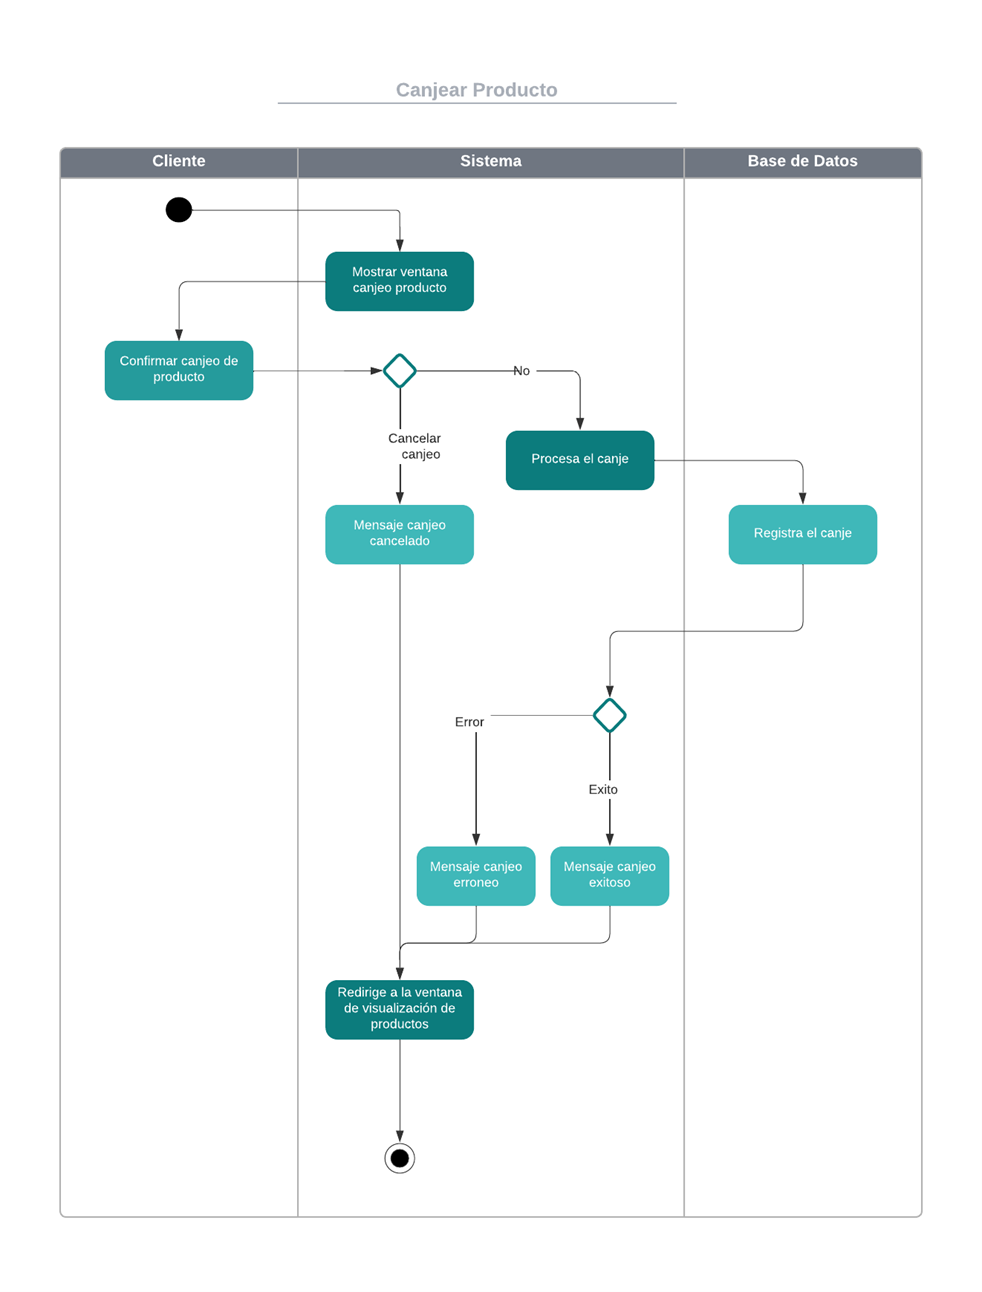 Canjear Producto
Cliente
Sistema
Base de Datos
Mostrar ventana
canjeo producto
Confirmar canjeo de
producto
No
Cancelar
canjeo
Procesa el canje
Mensaje canjeo
cancelado
Registra el canje
Error
Exito
Mensaje canjeo
erroneo
Mensaje canjeo
exitoso
Redirige a la ventana
de visualización de
productos